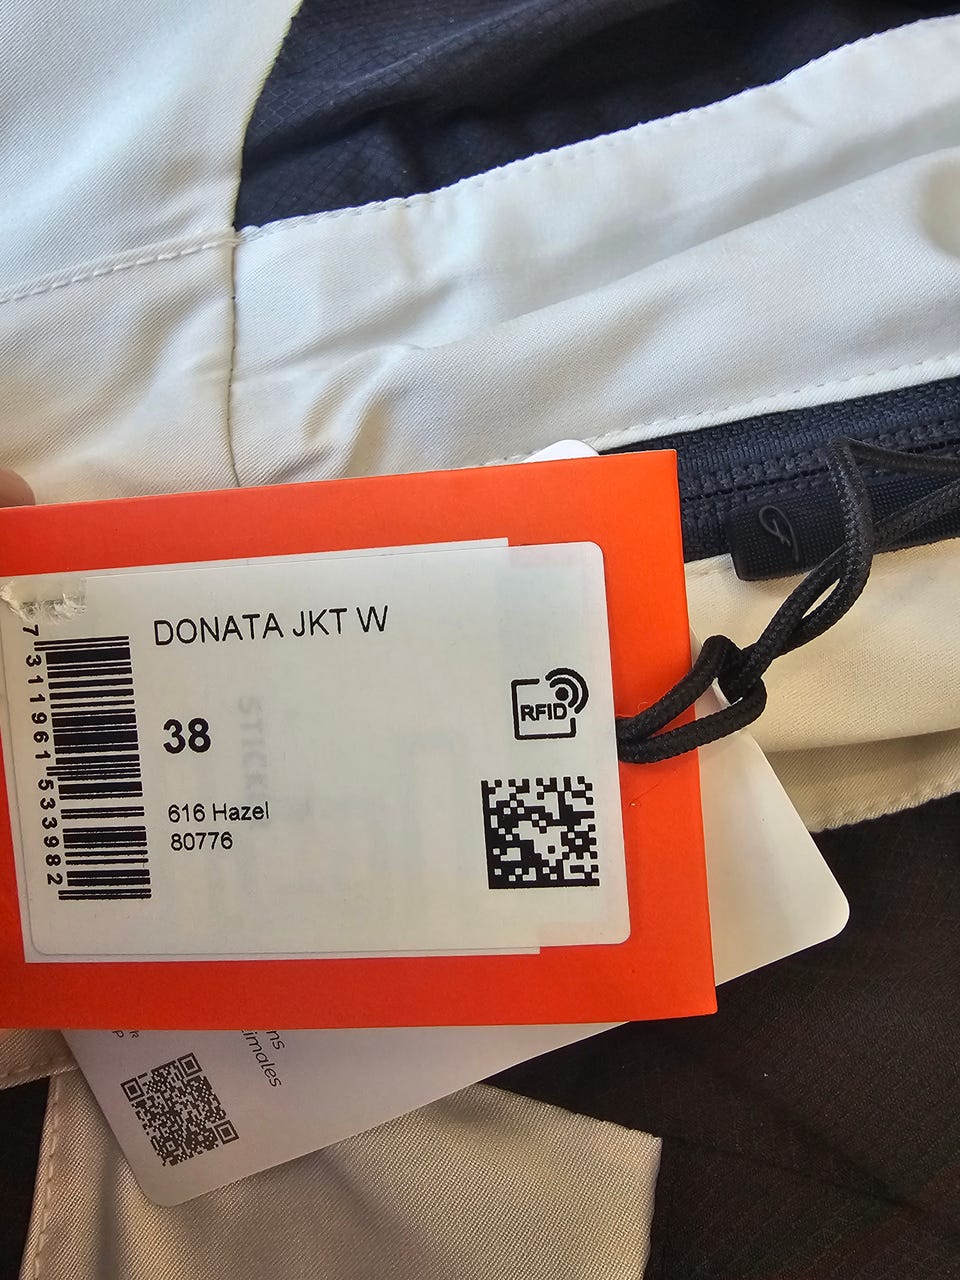 DONATA JKT W
38
616 Hazel
80776
RFID
7 311961 533982